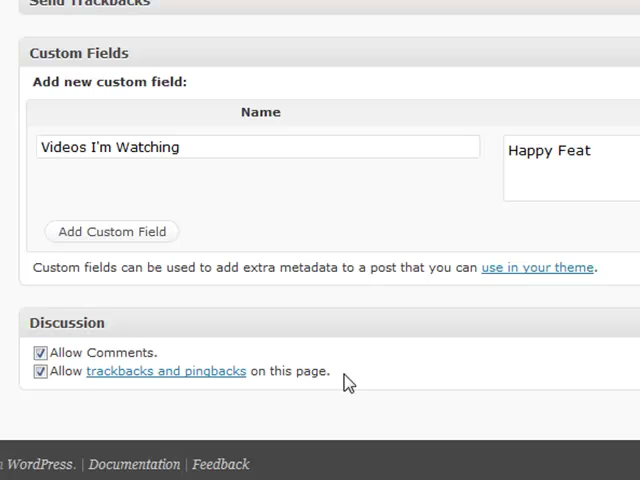 Send Trackbacks
Custom Fields
Add new custom field:
Name
Videos I'm Watching
Happy Feat
Add Custom Field
Custom fields can be used to add extra metadata to a post that you can use in your theme.
Discussion
Allow Comments.
Allow trackbacks and pingbacks on this page.
WordPress. | Documentation | Feedback